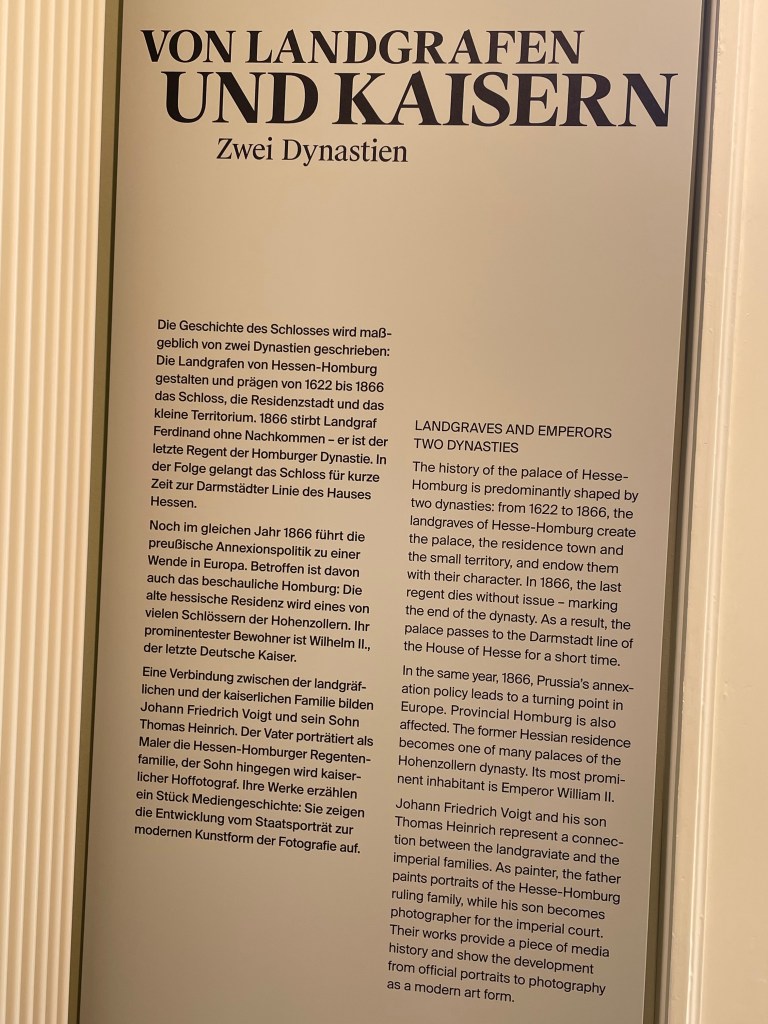 VON LANDGRAFEN
UND KAISERN
Zwei Dynastien
Die Geschichte des Schlosses wird maß-
geblich von zwei Dynastien geschrieben:
Die Landgrafen von Hessen-Homburg
gestalten und prägen von 1622 bis 1866
das Schloss, die Residenzstadt und das
kleine Territorium. 1866 stirbt Landgraf
Ferdinand ohne Nachkommen – er ist der
letzte Regent der Homburger Dynastie. In
der Folge gelangt das Schloss für kurze
Zeit zur Darmstädter Linie des Hauses
Hessen.
Noch im gleichen Jahr 1866 führt die
preußische Annexionspolitik zu einer
Wende in Europa. Betroffen ist davon
auch das beschauliche Homburg: Die
alte hessische Residenz wird eines von
vielen Schlössern der Hohenzollern. Ihr
prominentester Bewohner ist Wilhelm II.,
der letzte Deutsche Kaiser.
Eine Verbindung zwischen der landgräf-
lichen und der kaiserlichen Familie bilden
Johann Friedrich Voigt und sein Sohn
Thomas Heinrich. Der Vater porträtiert als
Maler die Hessen-Homburger Regenten-
familie, der Sohn hingegen wird kaiser-
licher Hoffotograf. Ihre Werke erzählen
ein Stück Mediengeschichte: Sie zeigen
die Entwicklung vom Staatsporträt zur
modernen Kunstform der Fotografie auf.
LANDGRAVES AND EMPERORS
TWO DYNASTIES
The history of the palace of Hesse-
Homburg is predominantly shaped by
two dynasties: from 1622 to 1866, the
landgraves of Hesse-Homburg create
the palace, the residence town and
the small territory, and endow them
with their character. In 1866, the last
regent dies without issue – marking
the end of the dynasty. As a result, the
palace passes to the Darmstadt line of
the House of Hesse for a short time.
In the same year, 1866, Prussia's annex-
ation policy leads to a turning point in
Europe. Provincial Homburg is also
affected. The former Hessian residence
becomes one of many palaces of the
Hohenzollern dynasty. Its most promi-
nent inhabitant is Emperor William II.
Johann Friedrich Voigt and his son
Thomas Heinrich represent a connec-
tion between the landgraviate and the
imperial families. As painter, the father
paints portraits of the Hesse-Homburg
ruling family, while his son becomes
photographer for the imperial court.
Their works provide a piece of media
history and show the development
from official portraits to photography
as a modern art form.